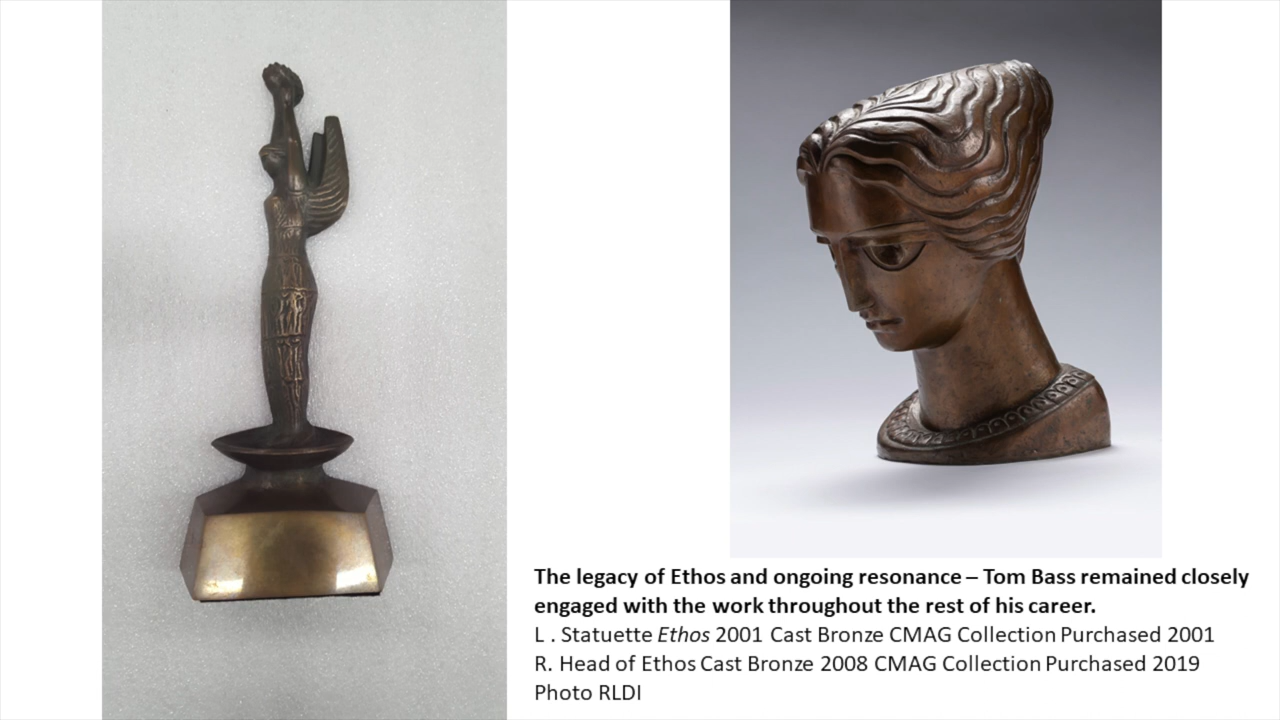 The legacy of Ethos and ongoing resonance – Tom Bass remained closely
engaged with the work throughout the rest of his career.
L . Statuette Ethos 2001 Cast Bronze CMAG Collection Purchased 2001
R. Head of Ethos Cast Bronze 2008 CMAG Collection Purchased 2019
Photo RLDI